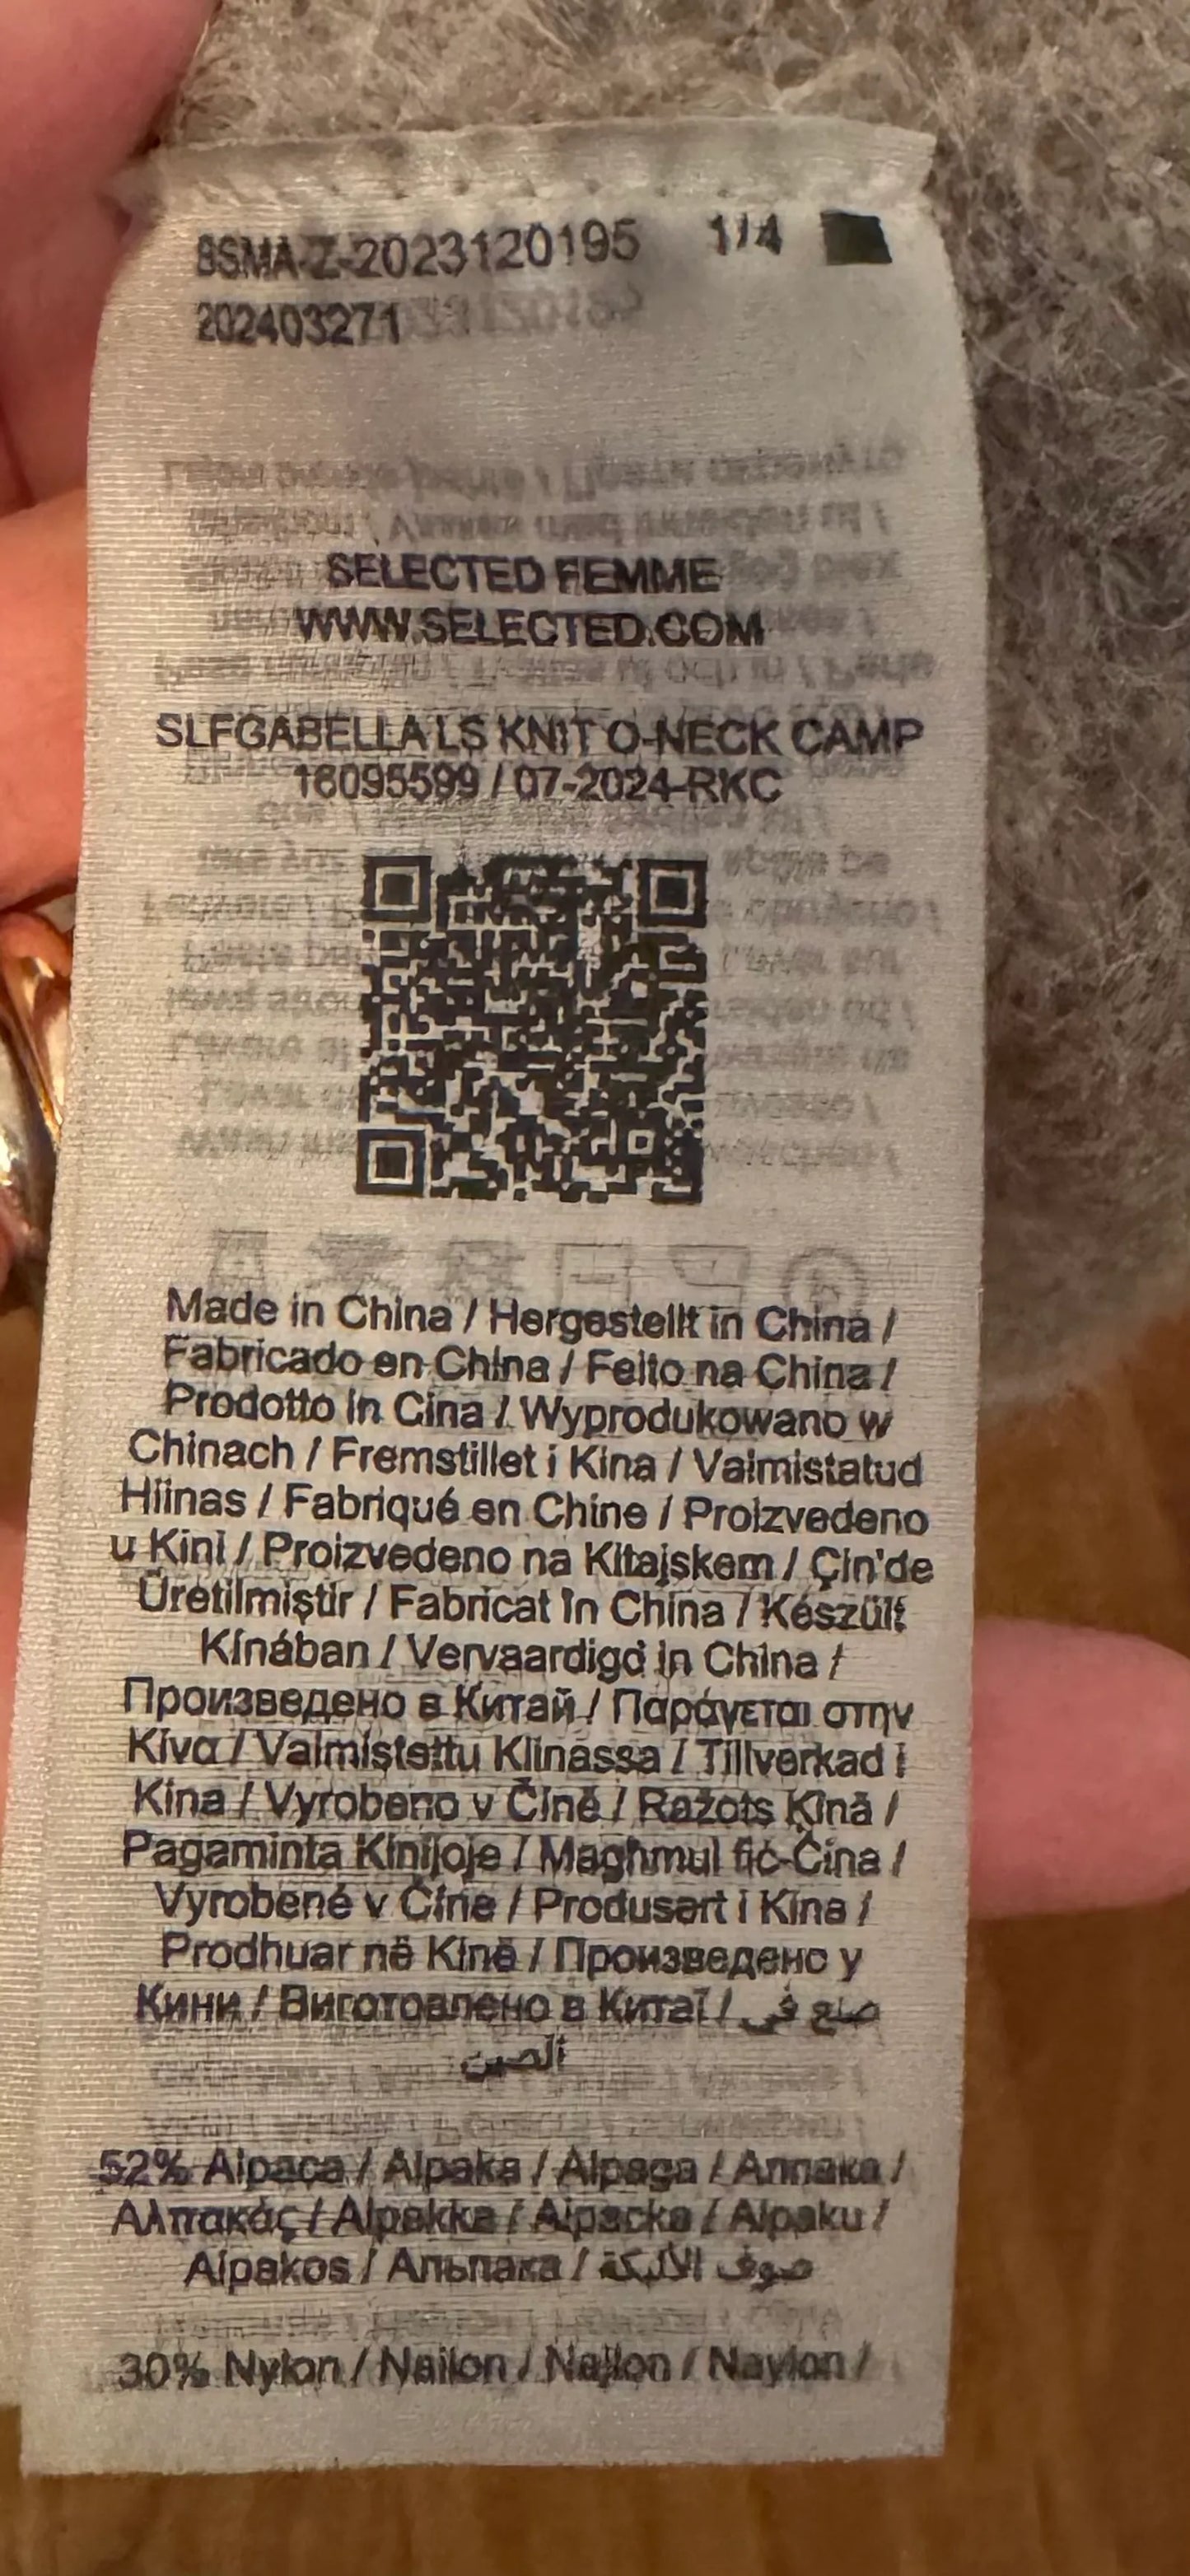 BSMA-Z-2023120195 1/4
202403271
SELECTED FEMME
WWW.SELECTED.COM
SLFGABELLA LS KNIT O-NECK CAMP
16095599 / 07-2024-RKC
Made in China / Hergestellt in China /
Fabricado en China / Feito na China /
Prodotto in Cina / Wyprodukowano w
Chinach / Fremstillet i Kina / Valmistatud
Hiinas / Fabriqué en Chine / Proizvedeno
u Kini / Proizvedeno na Kitajskem / Çin'de
Üretilmiştir / Fabricat în China / Készült
Kínában / Vervaardigd in China /
Произведено в Китай / Παράγεται στην
Κίνα / Valmistettu Kiinassa / Tillverkad i
Kina / Vyrobeno v Číně / Ražots Ķīnā /
Pagaminta Kinijoje / Maghmul fiċ-Ċina /
Vyrobené v Číne / Produsert i Kina /
Prodhuar në Kinë / Произведено у
Кини / Виготовлено в Китаї / صنع في
الصين
52% Alpaca / Alpaka / Alpaga / Алпака /
Αλπακάς / Alpakka / Alpacka / Alpaku /
Alpakos / Альпака / صوف الألبكة
30% Nylon / Nailon / Najlon / Naylon /